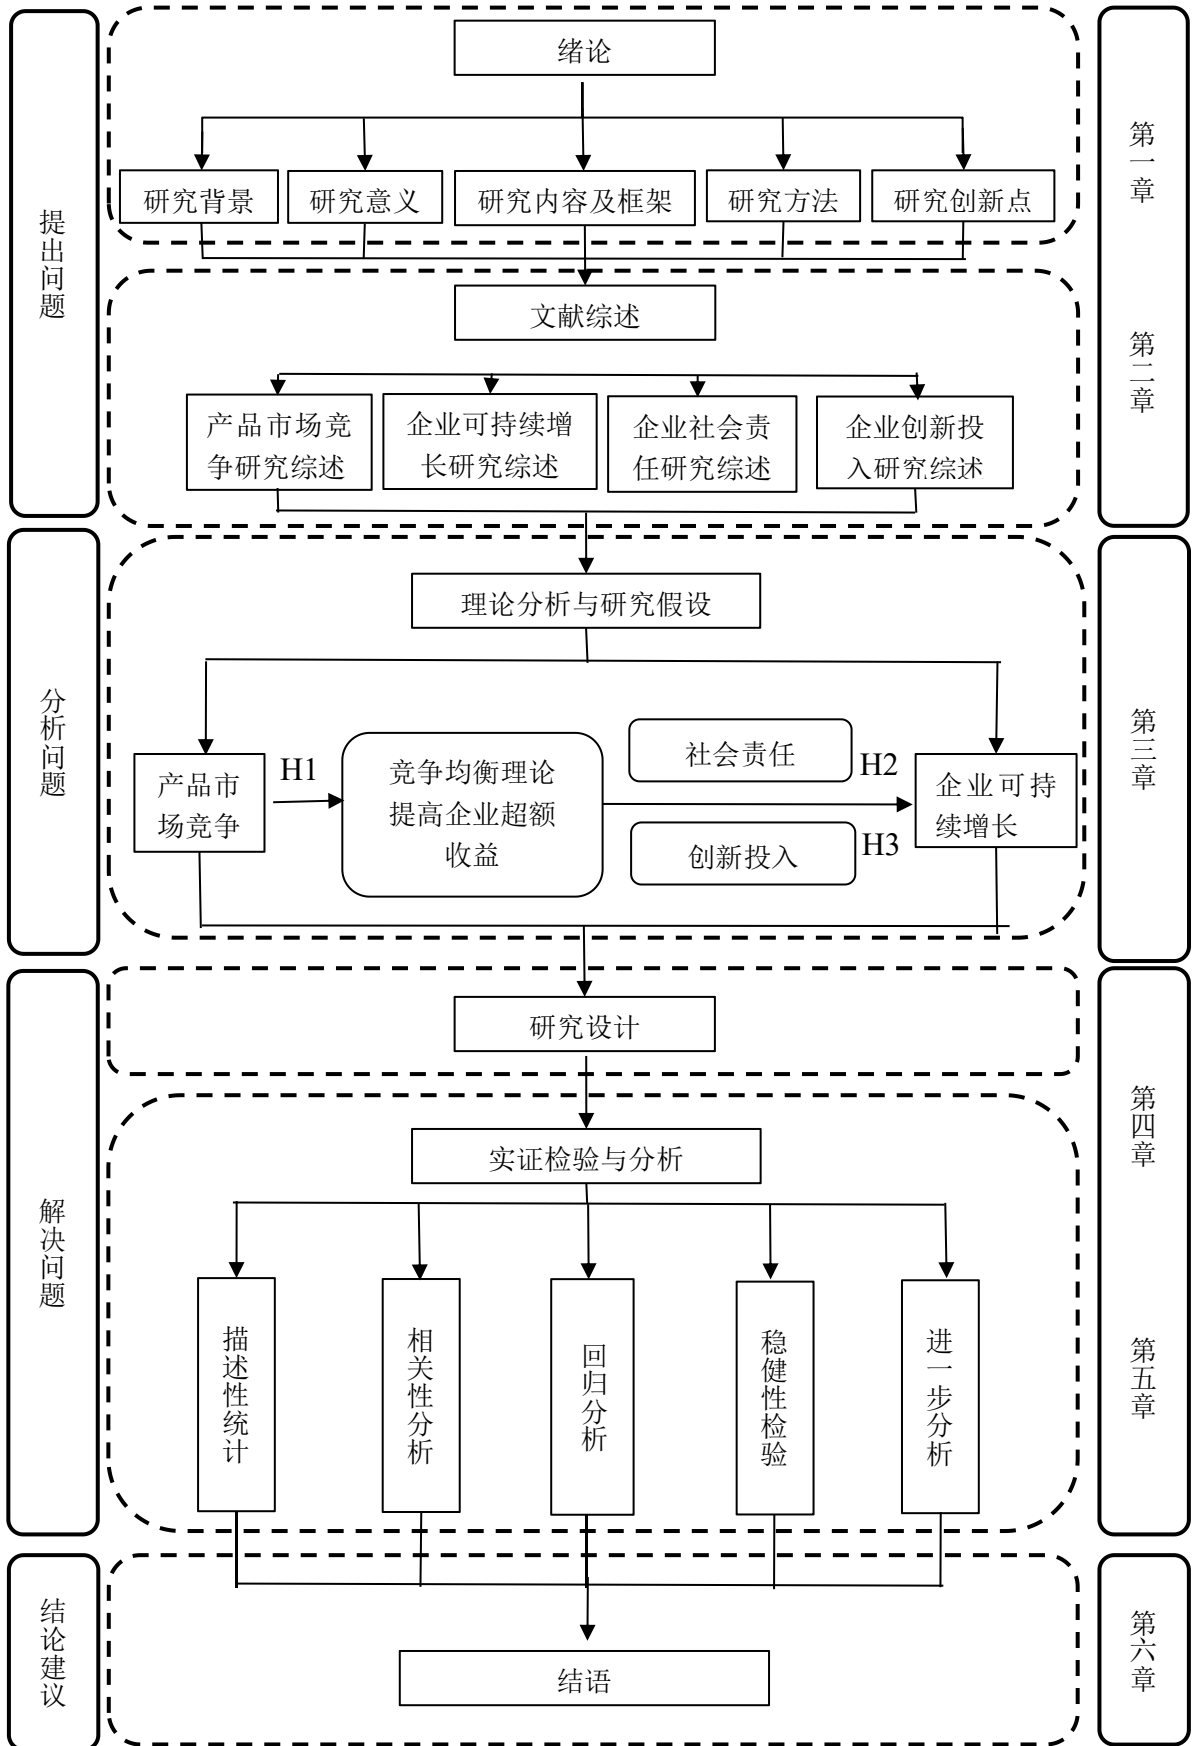 提出问题
绪论
第一章
研究背景
研究意义
研究内容及框架
研究方法
研究创新点
文献综述
第二章
产品市场竞
争研究综述
企业可持续增
长研究综述
企业社会责
任研究综述
企业创新投
入研究综述
分析问题
理论分析与研究假设
第三章
产品市
场竞争
H1
竞争均衡理论
提高企业超额
收益
社会责任
H2
创新投入
H3
企业可持
续增长
解决问题
研究设计
第四章
实证检验与分析
第五章
描述性统计
相关性分析
回归分析
稳健性检验
进一步分析
结论建议
结语
第六章